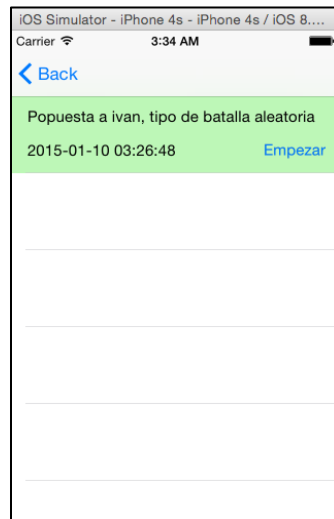 iOS Simulator - iPhone 4s - iPhone 4s / iOS 8....
Carrier 3:34 AM
Back
Popuesta a ivan, tipo de batalla aleatoria
2015-01-10 03:26:48 Empezar